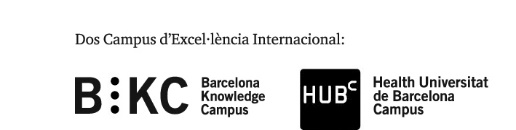 Dos Campus d'Excel·lència Internacional:
B:KC Barcelona
Knowledge
Campus
HUBc Health Universitat
de Barcelona
Campus